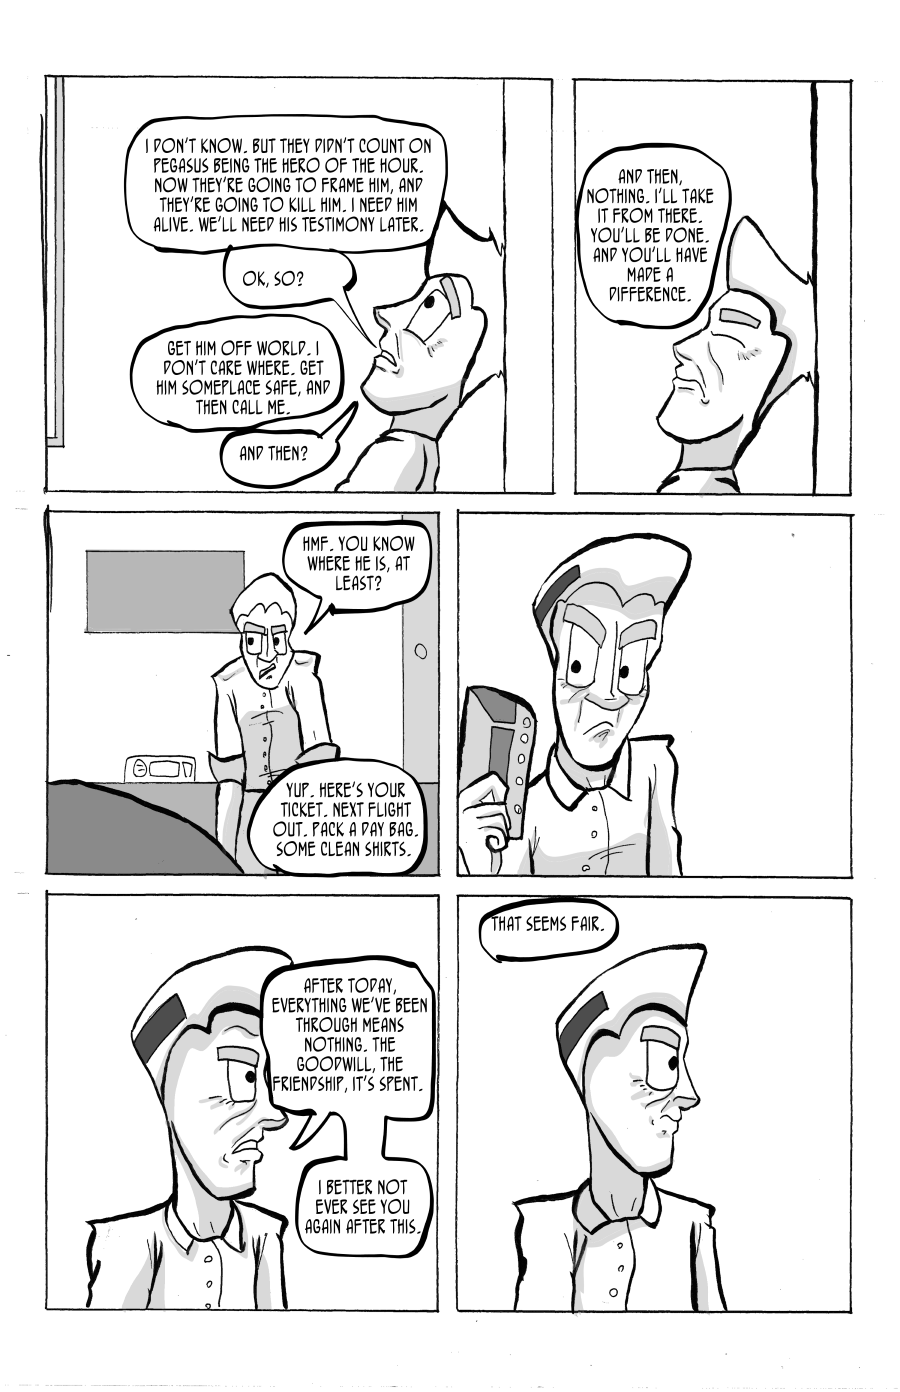 I DON'T KNOW. BUT THEY DIDN'T COUNT ON
PEGASUS BEING THE HERO OF THE HOUR.
NOW THEY'RE GOING TO FRAME HIM, AND
THEY'RE GOING TO KILL HIM. I NEED HIM
ALIVE. WE'LL NEED HIS TESTIMONY LATER.
OK, SO?
GET HIM OFF WORLD. I
DON'T CARE WHERE. GET
HIM SOMEPLACE SAFE, AND
THEN CALL ME.
AND THEN?
AND THEN,
NOTHING. I'LL TAKE
IT FROM THERE.
YOU'LL BE DONE.
AND YOU'LL HAVE
MADE A
DIFFERENCE.
HMF. YOU KNOW
WHERE HE IS, AT
LEAST?
YUP. HERE'S YOUR
TICKET. NEXT FLIGHT
OUT. PACK A DAY BAG.
SOME CLEAN SHIRTS.
AFTER TODAY,
EVERYTHING WE'VE BEEN
THROUGH MEANS
NOTHING. THE
GOODWILL, THE
FRIENDSHIP, IT'S SPENT.
I BETTER NOT
EVER SEE YOU
AGAIN AFTER THIS.
THAT SEEMS FAIR.